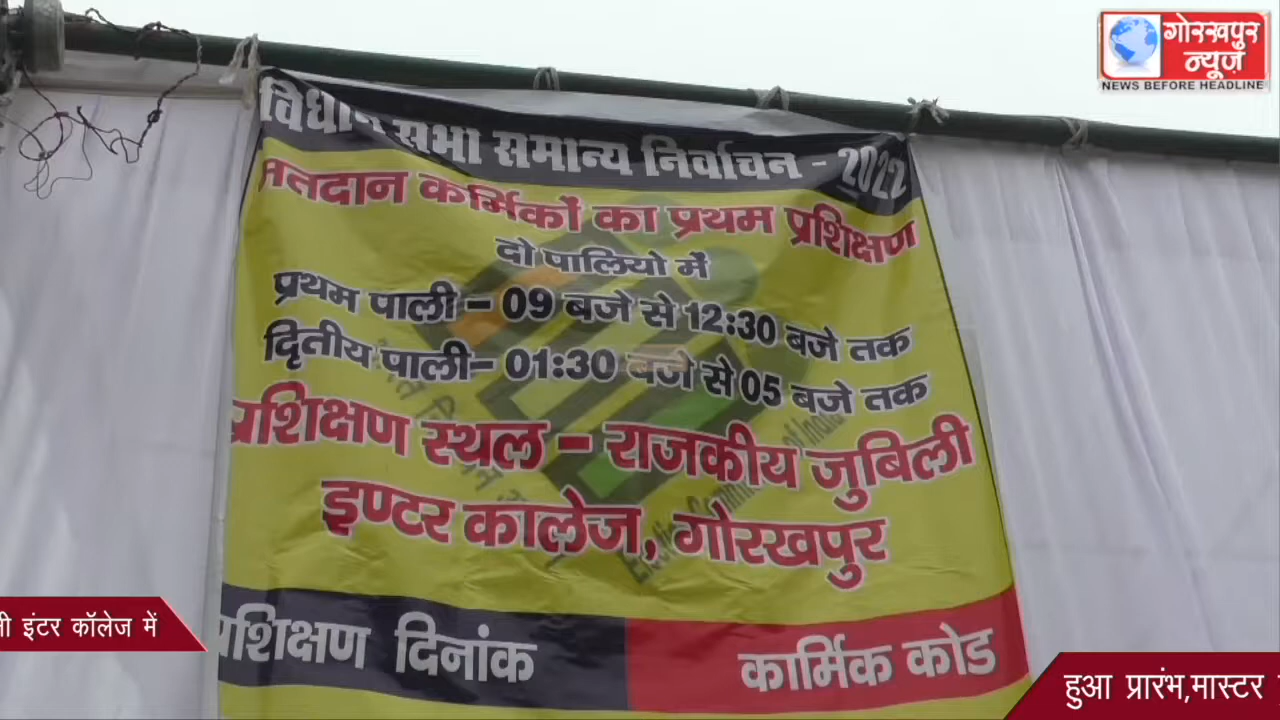 गोरखपुर
न्यूज़
NEWS BEFORE HEADLINE
विधान सभा समान्य निर्वाचन - 2022
मतदान कर्मिकों का प्रथम प्रशिक्षण
दो पालियो में
प्रथम पाली - 09 बजे से 12:30 बजे तक
द्वितीय पाली- 01:30 बजे से 05 बजे तक
प्रशिक्षण स्थल - राजकीय जुबिली
इण्टर कालेज, गोरखपुर
प्रशिक्षण दिनांक कार्मिक कोड
इंटर कॉलेज में
हुआ प्रारंभ,मास्टर